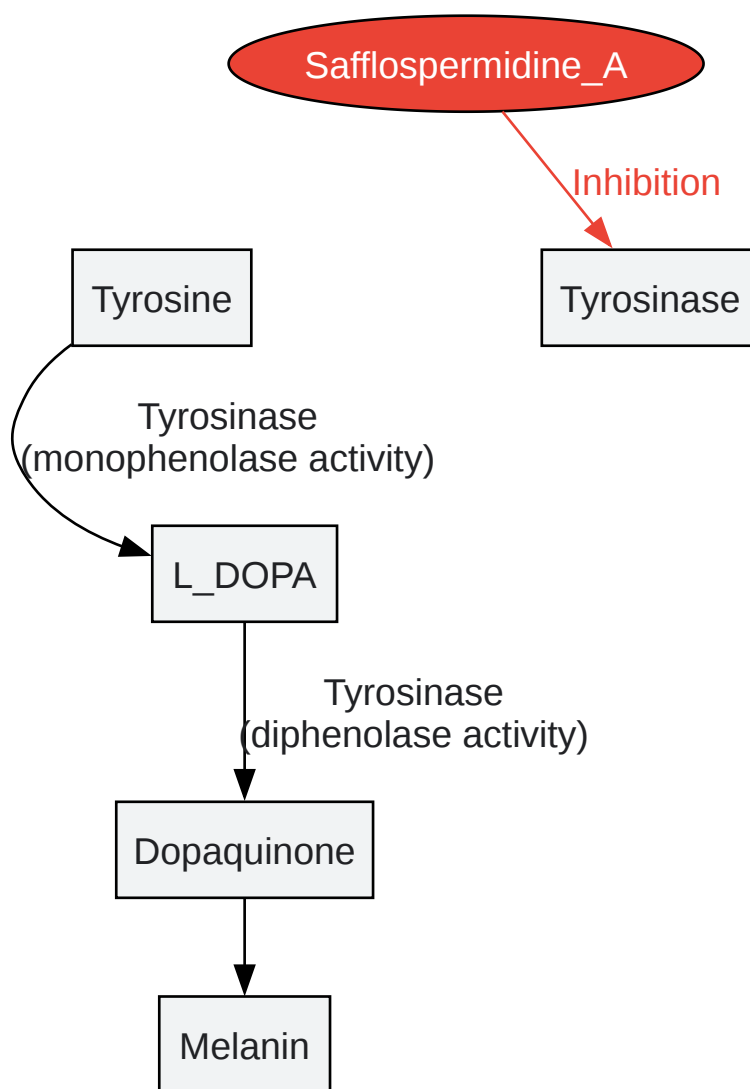 Safflospermidine_A
Inhibition
Tyrosine
Tyrosinase
Tyrosinase
(monophenolase activity)
L_DOPA
Tyrosinase
(diphenolase activity)
Dopaquinone
Melanin